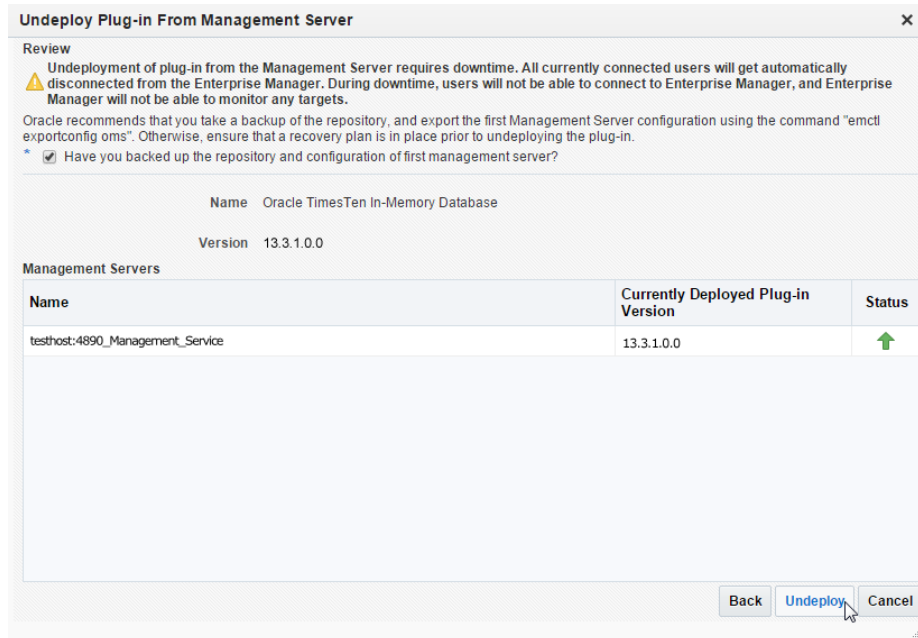 Undeploy Plug-in From Management Server
Review
Undeployment of plug-in from the Management Server requires downtime. All currently connected users will get automatically
disconnected from the Enterprise Manager. During downtime, users will not be able to connect to Enterprise Manager, and Enterprise
Manager will not be able to monitor any targets.
Oracle recommends that you take a backup of the repository, and export the first Management Server configuration using the command "emctl
exportconfig oms". Otherwise, ensure that a recovery plan is in place prior to undeploying the plug-in.
* Have you backed up the repository and configuration of first management server?
Name Oracle TimesTen In-Memory Database
Version 13.3.1.0.0
Management Servers
Name Currently Deployed Plug-in Version Status
testhost:4890_Management_Service 13.3.1.0.0
Back Undeploy Cancel